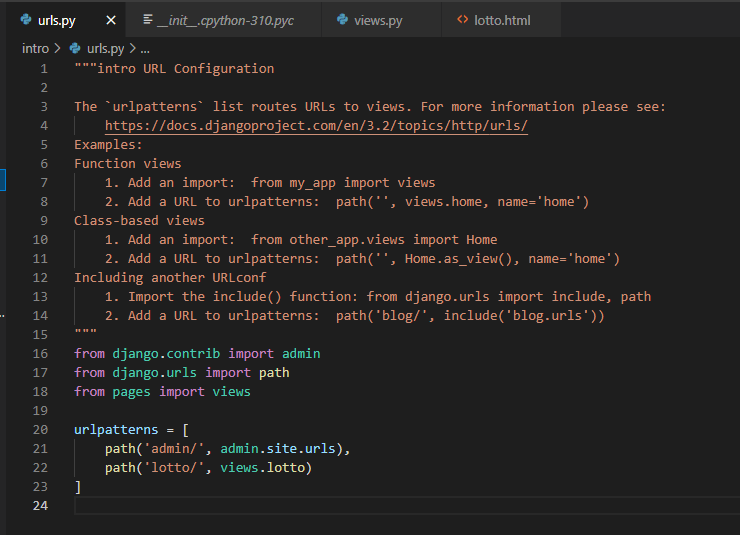 urls.py × __init__.cpython-310.pyc views.py <> lotto.html
intro > urls.py > ...
1 """intro URL Configuration
2
3 The `urlpatterns` list routes URLs to views. For more information please see:
4     https://docs.djangoproject.com/en/3.2/topics/http/urls/
5 Examples:
6 Function views
7     1. Add an import:  from my_app import views
8     2. Add a URL to urlpatterns:  path('', views.home, name='home')
9 Class-based views
10     1. Add an import:  from other_app.views import Home
11     2. Add a URL to urlpatterns:  path('', Home.as_view(), name='home')
12 Including another URLconf
13     1. Import the include() function: from django.urls import include, path
14     2. Add a URL to urlpatterns:  path('blog/', include('blog.urls'))
15 """
16 from django.contrib import admin
17 from django.urls import path
18 from pages import views
19
20 urlpatterns = [
21     path('admin/', admin.site.urls),
22     path('lotto/', views.lotto)
23 ]
24